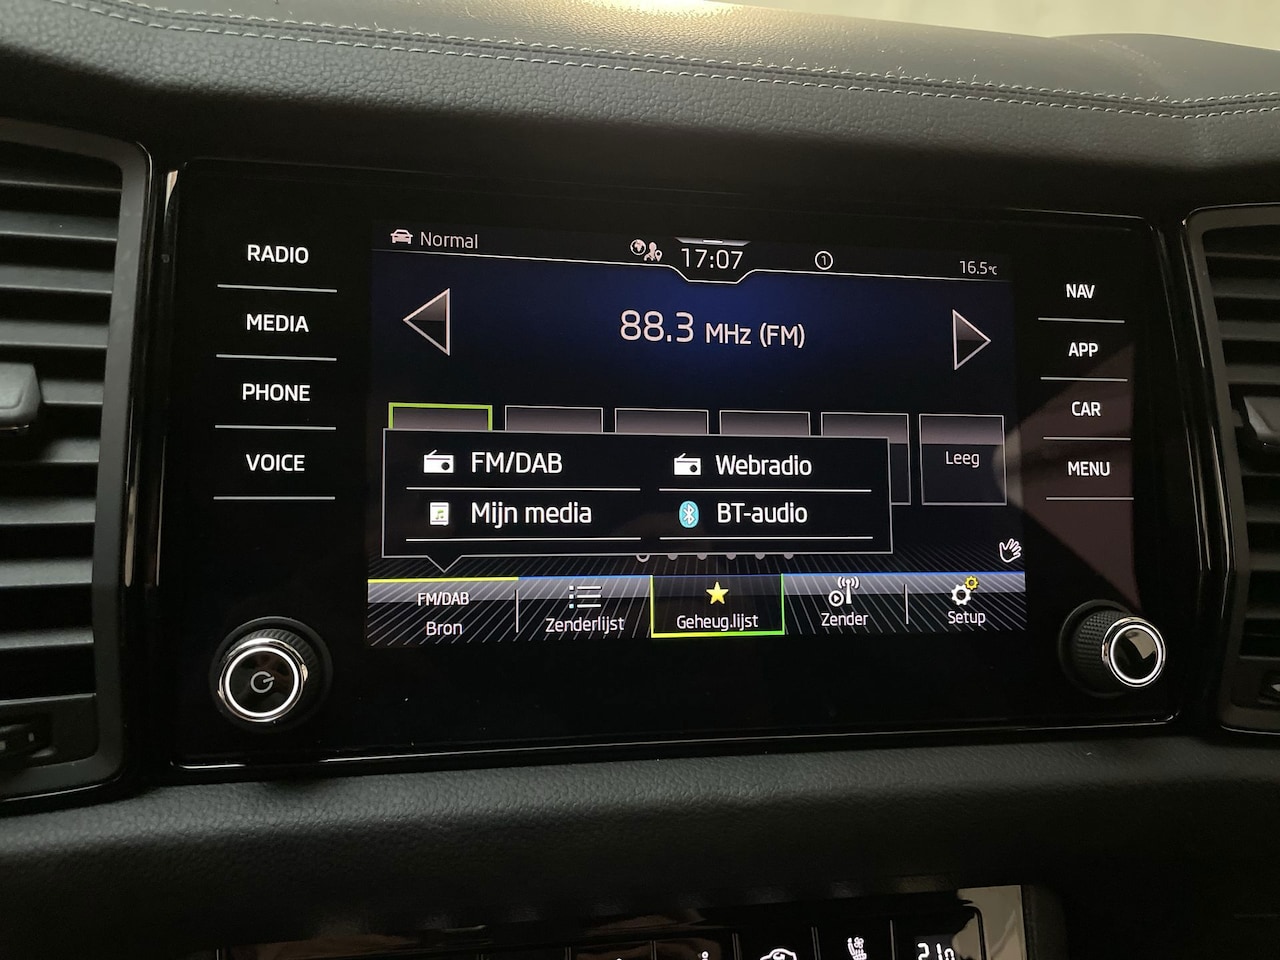 Normal
17:07
1
16.5°C
RADIO
MEDIA
PHONE
VOICE
88.3 MHz (FM)
NAV
APP
CAR
MENU
Leeg
FM/DAB
Webradio
Mijn media
BT-audio
FM/DAB
Bron
Zenderlijst
Geheug.lijst
Zender
Setup